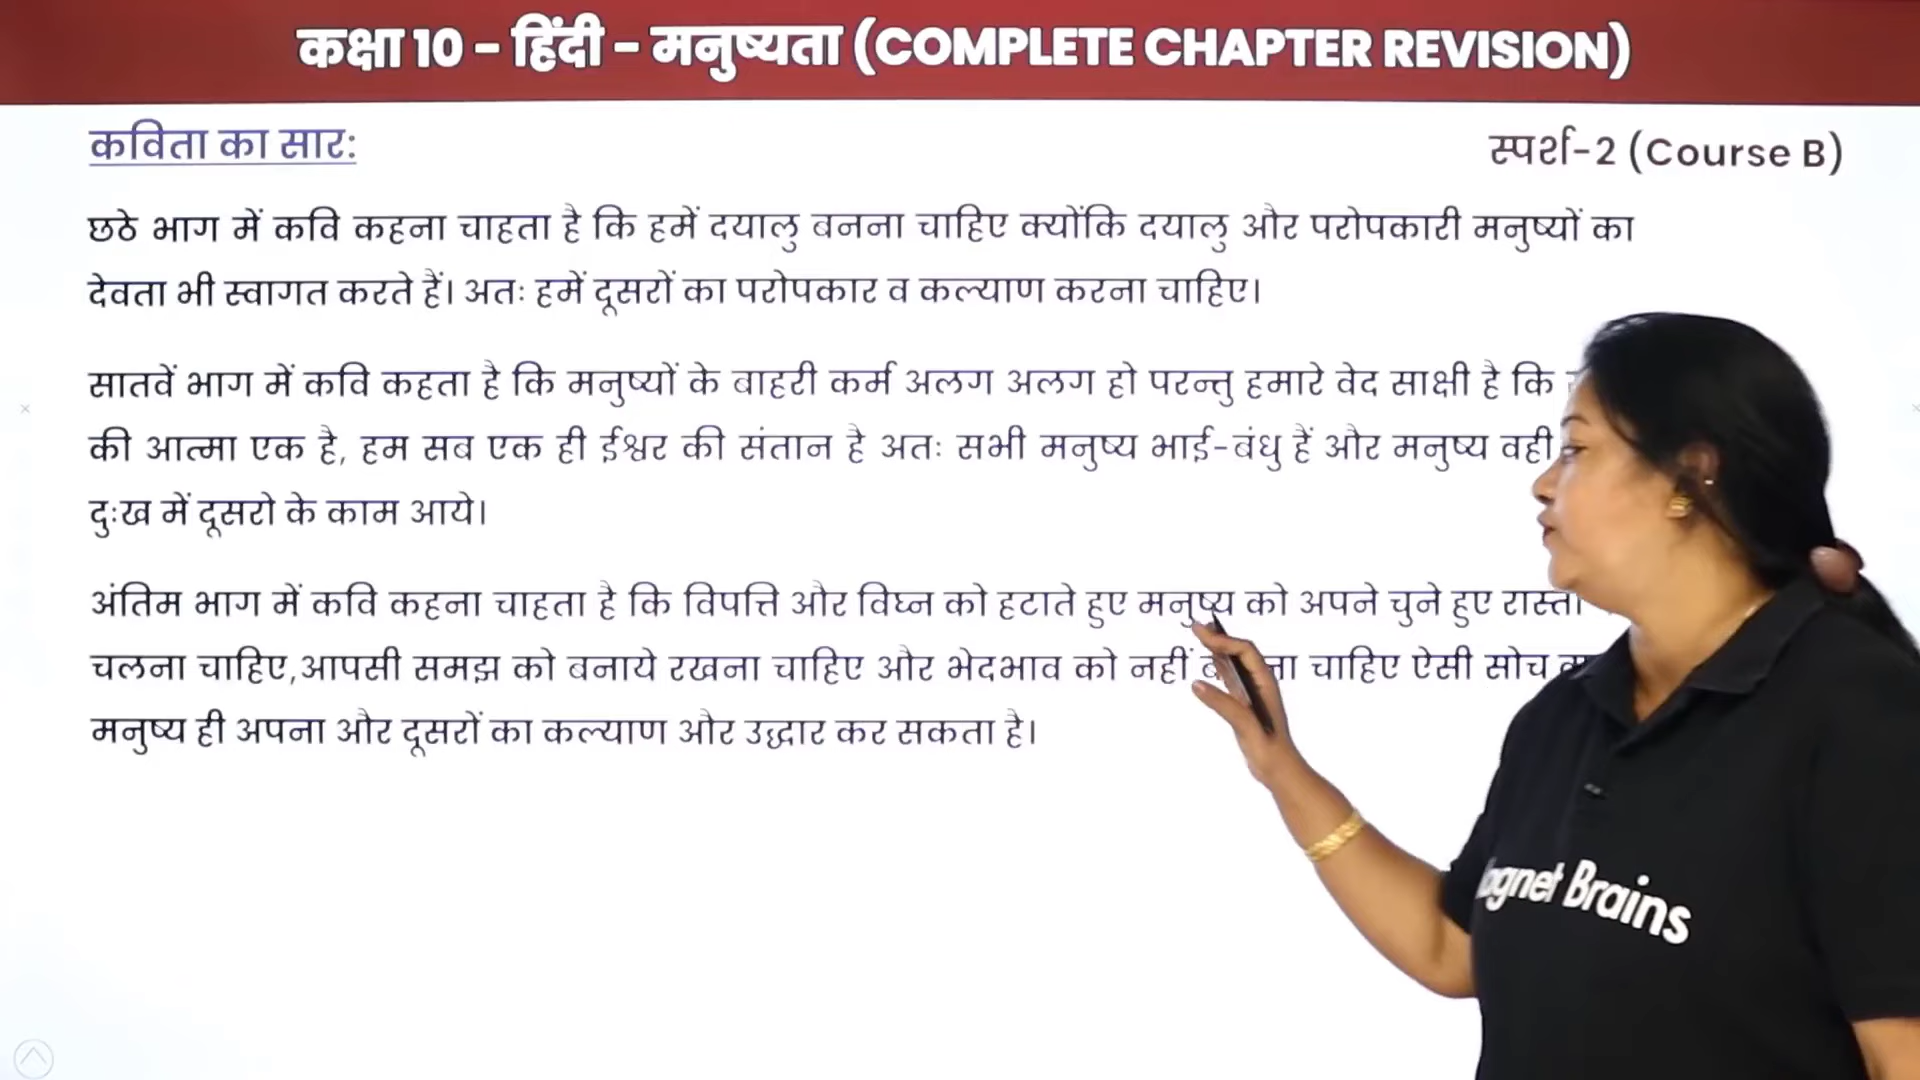 कक्षा 10 - हिंदी - मनुष्यता (COMPLETE CHAPTER REVISION)
कविता का सार:
स्पर्श-2 (Course B)
छठे भाग में कवि कहना चाहता है कि हमें दयालु बनना चाहिए क्योंकि दयालु और परोपकारी मनुष्यों का
देवता भी स्वागत करते हैं। अतः हमें दूसरों का परोपकार व कल्याण करना चाहिए।
सातवें भाग में कवि कहता है कि मनुष्यों के बाहरी कर्म अलग अलग हो परन्तु हमारे वेद साक्षी है कि
की आत्मा एक है, हम सब एक ही ईश्वर की संतान है अतः सभी मनुष्य भाई-बंधु हैं और मनुष्य वही
दुःख में दूसरो के काम आये।
अंतिम भाग में कवि कहना चाहता है कि विपत्ति और विघ्न को हटाते हुए मनुष्य को अपने चुने हुए रास्तों
चलना चाहिए,आपसी समझ को बनाये रखना चाहिए और भेदभाव को नहीं चाहिए ऐसी सोच
मनुष्य ही अपना और दूसरों का कल्याण और उद्धार कर सकता है।
Brains